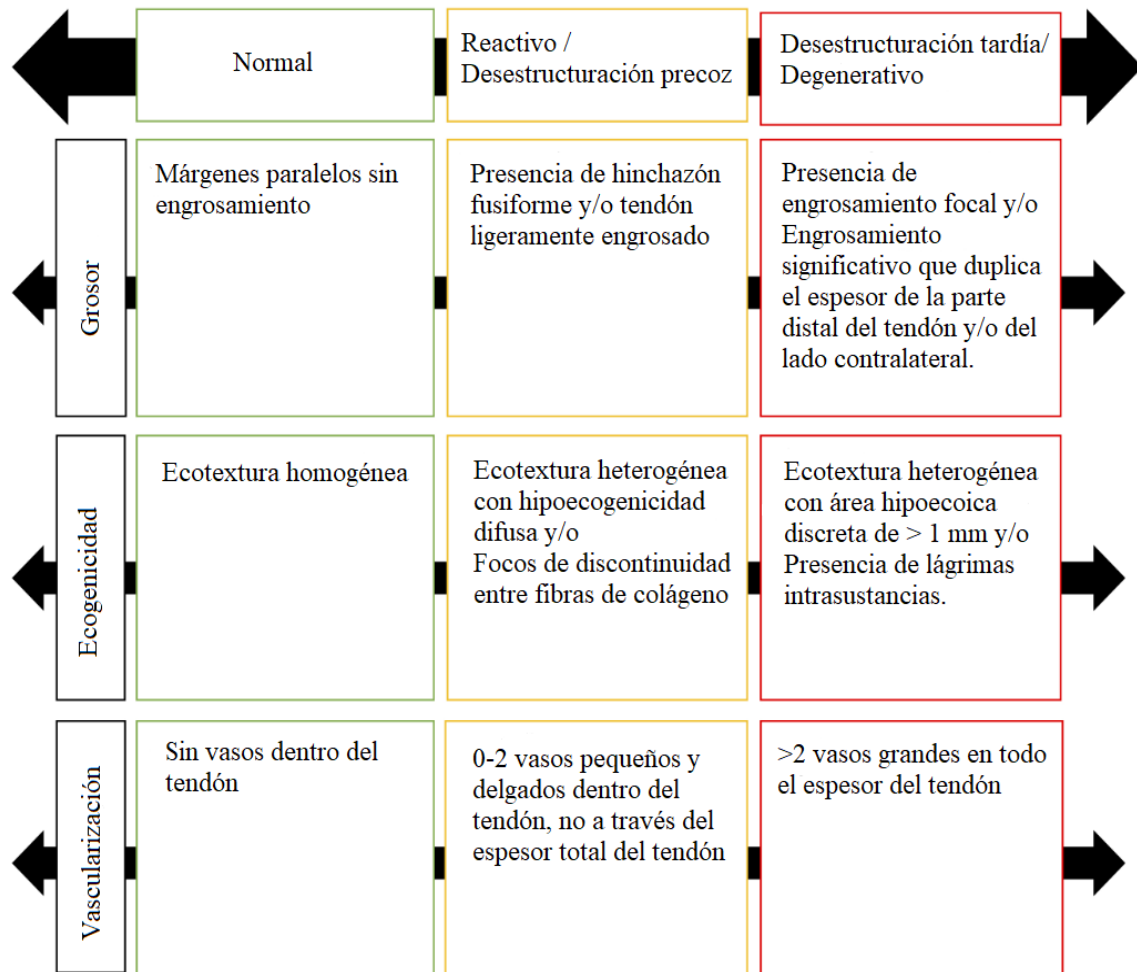 Normal
Reactivo /
Desestructuración precoz
Desestructuración tardía/
Degenerativo
Grosor
Márgenes paralelos sin
engrosamiento
Presencia de hinchazón
fusiforme y/o tendón
ligeramente engrosado
Presencia de
engrosamiento focal y/o
Engrosamiento
significativo que duplica
el espesor de la parte
distal del tendón y/o del
lado contralateral.
Ecogenicidad
Ecotextura homogénea
Ecotextura heterogénea
con hipoecogenicidad
difusa y/o
Focos de discontinuidad
entre fibras de colágeno
Ecotextura heterogénea
con área hipoecoica
discreta de > 1 mm y/o
Presencia de lágrimas
intrasustancias.
Vascularización
Sin vasos dentro del
tendón
0-2 vasos pequeños y
delgados dentro del
tendón, no a través del
espesor total del tendón
>2 vasos grandes en todo
el espesor del tendón